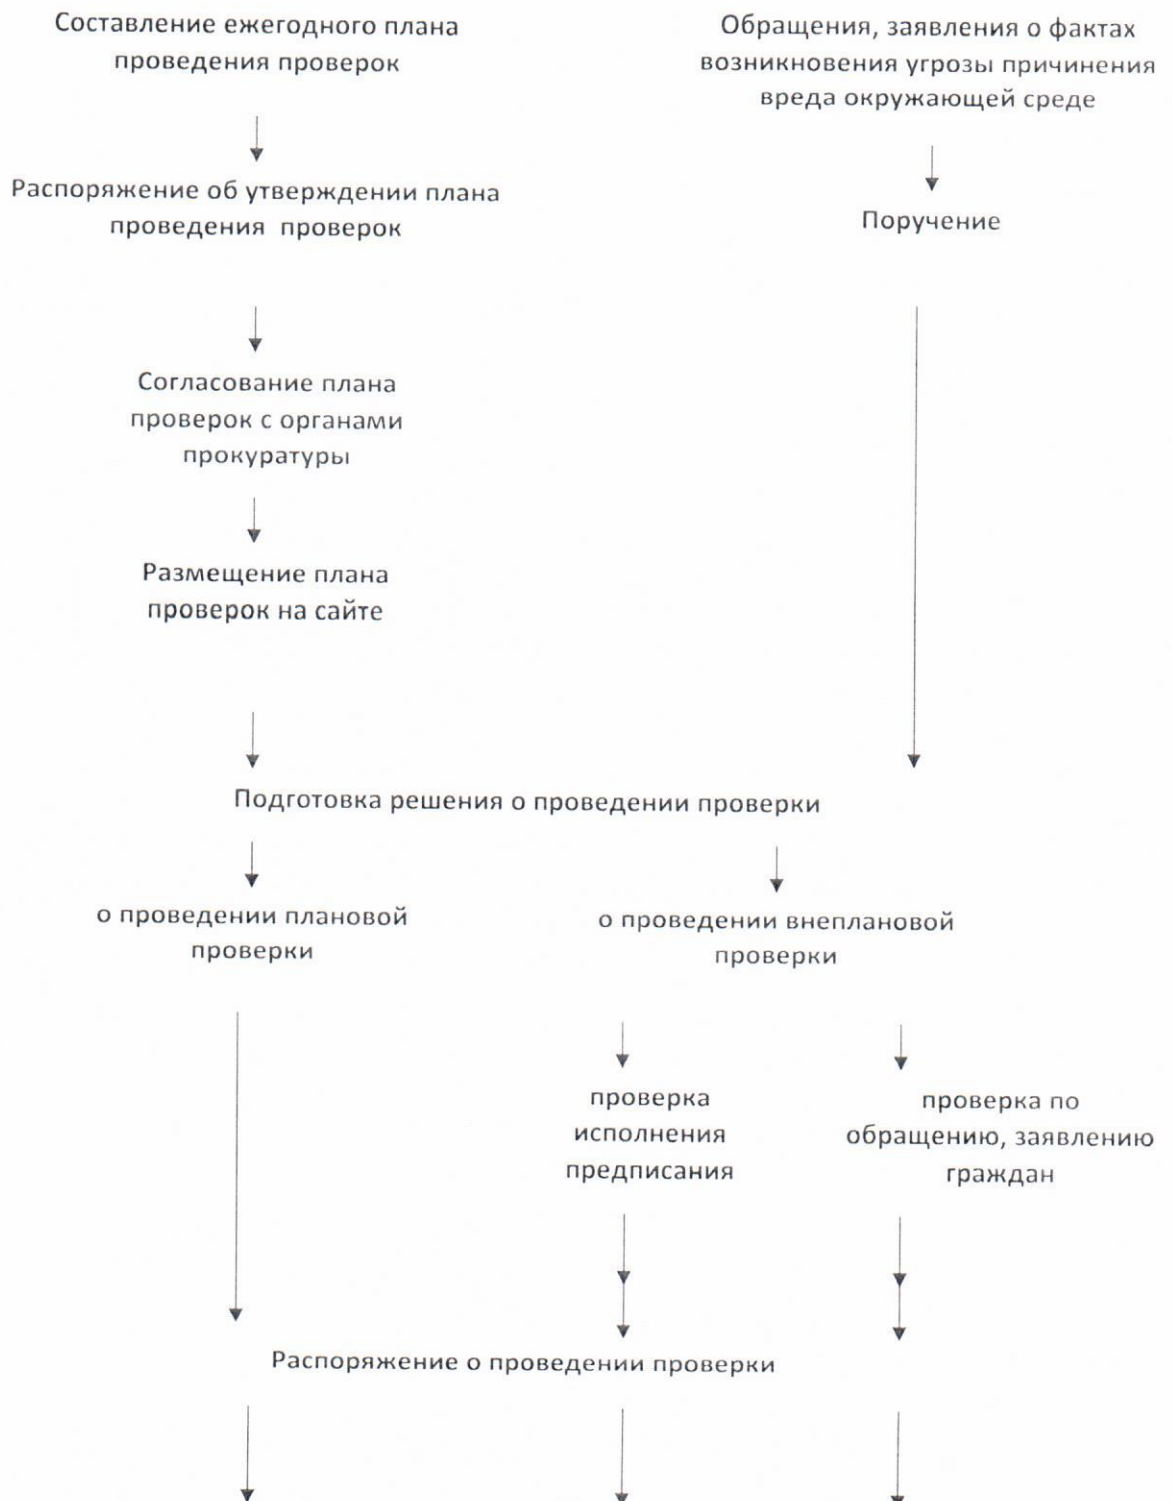 Составление ежегодного плана
проведения проверок
Обращения, заявления о фактах
возникновения угрозы причинения
вреда окружающей среде
Распоряжение об утверждении плана
проведения проверок
Поручение
Согласование плана
проверок с органами
прокуратуры
Размещение плана
проверок на сайте
Подготовка решения о проведении проверки
о проведении плановой
проверки
о проведении внеплановой
проверки
проверка
исполнения
предписания
проверка по
обращению, заявлению
граждан
Распоряжение о проведении проверки